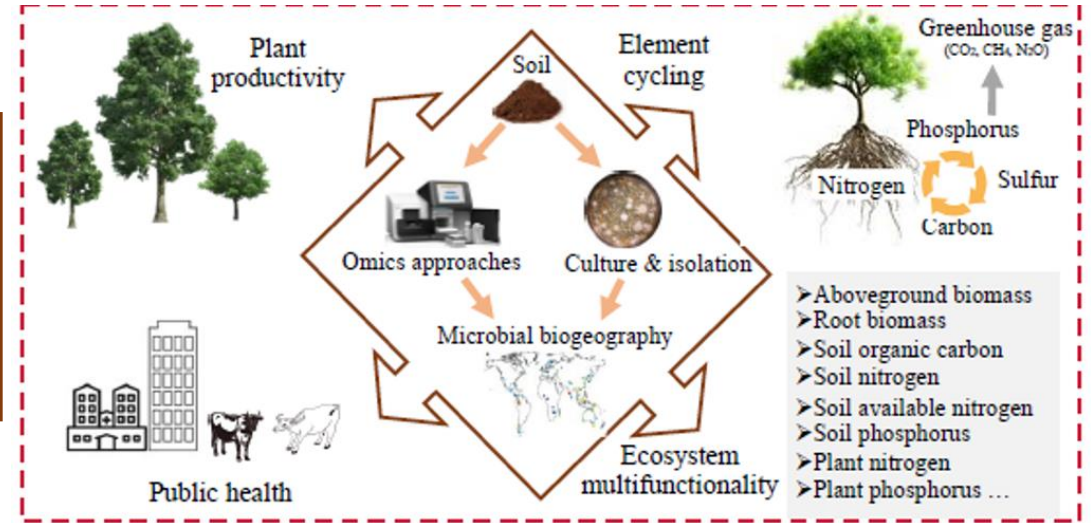 Plant
productivity
Soil
Element
cycling
Greenhouse gas
(CO₂, CH₄, N₂O)
Phosphorus
Nitrogen
Sulfur
Carbon
Omics approaches
Culture & isolation
Microbial biogeography
Public health
Ecosystem
multifunctionality
➢Aboveground biomass
➢Root biomass
➢Soil organic carbon
➢Soil nitrogen
➢Soil available nitrogen
➢Soil phosphorus
➢Plant nitrogen
➢Plant phosphorus …